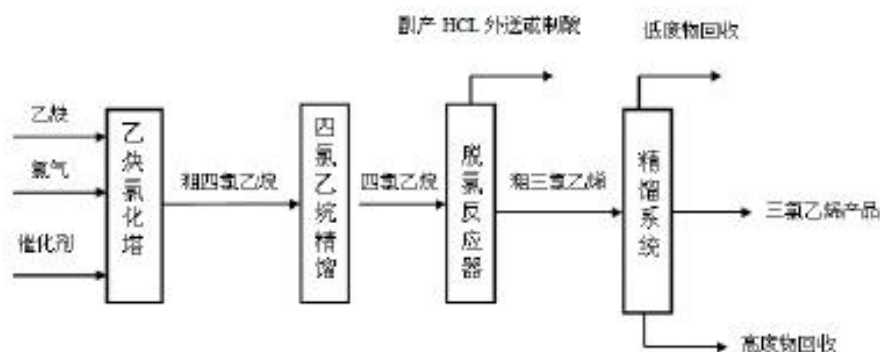 副产 HCL 外送或制酸
低废物回收
乙炔
氯气
催化剂
乙炔氯化塔
粗四氯乙烷
四氯乙烷精馏
四氯乙烷
脱氯反应器
粗三氯乙烯
精馏系统
三氯乙烯产品
高废物回收